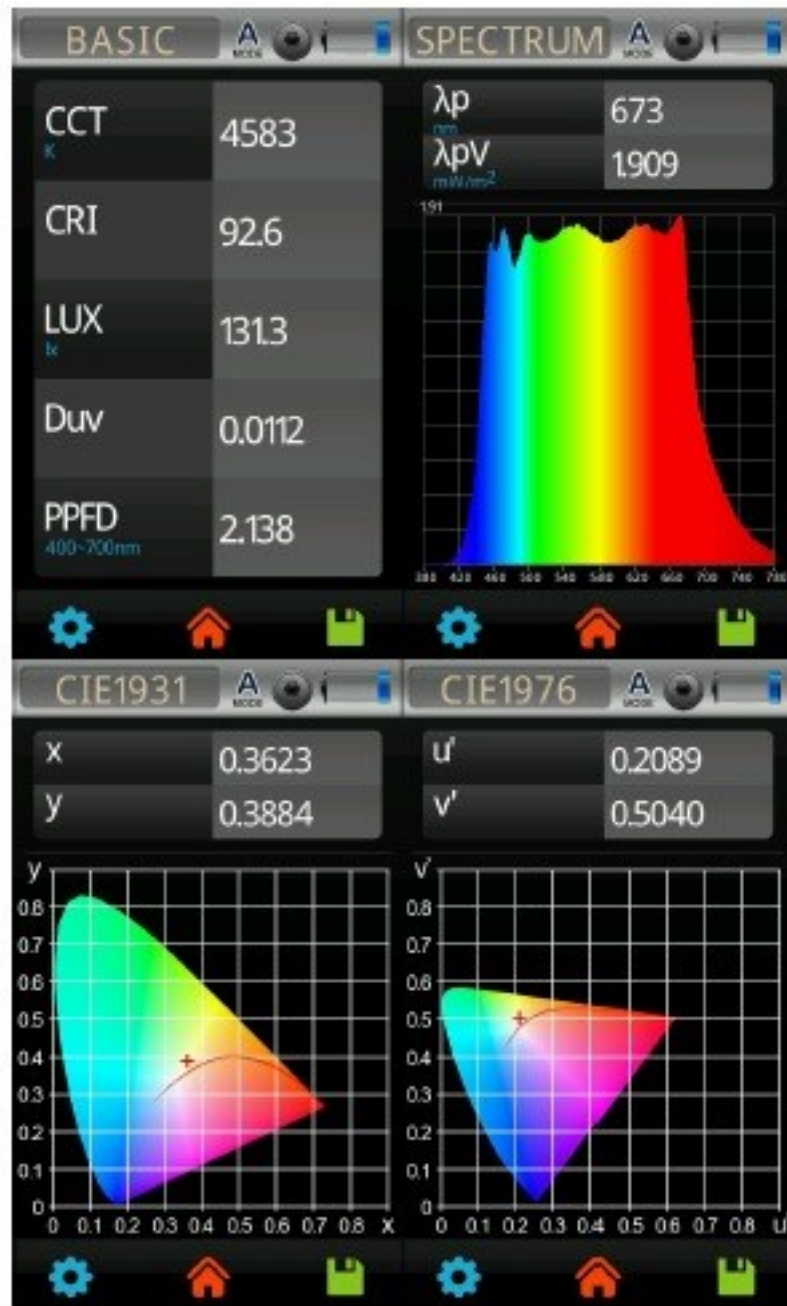 BASIC A MODE
CCT K 4583
CRI 92.6
LUX lx 131.3
Duv 0.0112
PPFD 400~700nm 2.138
SPECTRUM A MODE
λp nm 673
λpV mW/m² 1.909
1.91
380 420 460 500 540 580 620 660 700 740 780
CIE1931 A MODE
x 0.3623
y 0.3884
y
0.8
0.7
0.6
0.5
0.4
0.3
0.2
0.1
0
0 0.1 0.2 0.3 0.4 0.5 0.6 0.7 0.8 x
CIE1976 A MODE
u' 0.2089
v' 0.5040
v'
0.8
0.7
0.6
0.5
0.4
0.3
0.2
0.1
0
0 0.1 0.2 0.3 0.4 0.5 0.6 0.7 0.8 u'